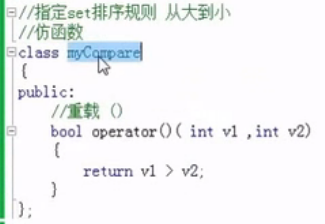 //指定set排序规则 从大到小
//仿函数
class myCompare
{
public:
    //重载 ()
    bool operator()( int v1 ,int v2)
    {
        return v1 > v2;
    }
};